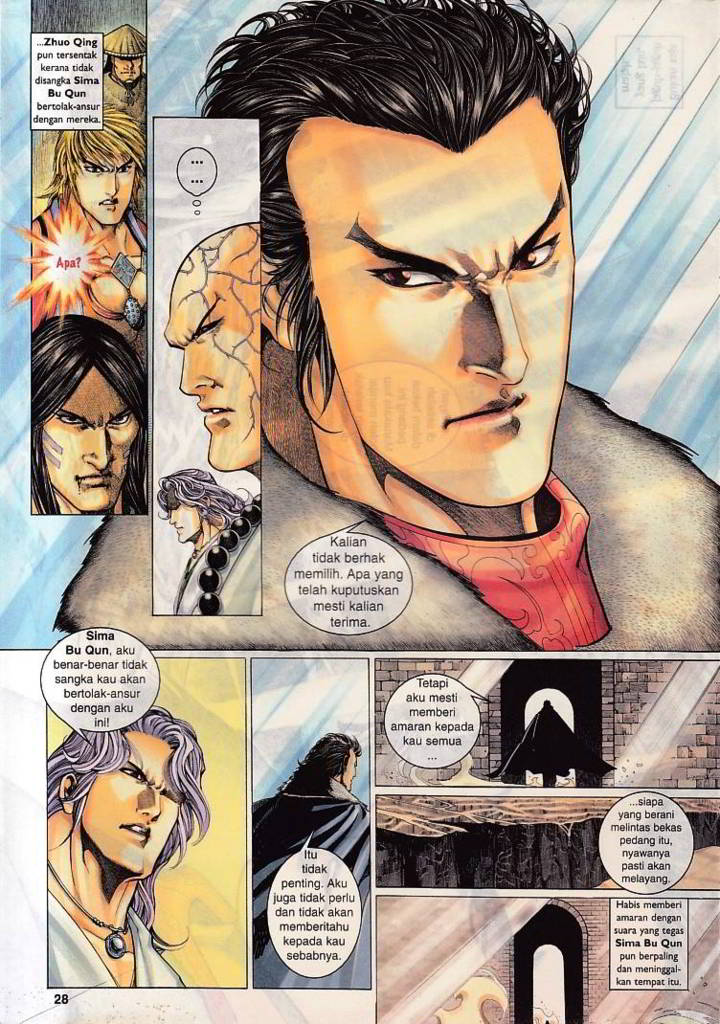 ...Zhuo Qing
pun tersentak
kerana tidak
disangka Sima
Bu Qun
bertolak-ansur
dengan mereka.
...
...
Apa?
Kalian
tidak berhak
memilih. Apa yang
telah kuputuskan
mesti kalian
terima.
Sima
Bu Qun, aku
benar-benar tidak
sangka kau akan
bertolak-ansur
dengan aku
ini!
Itu
tidak
penting. Aku
juga tidak perlu
dan tidak akan
memberitahu
kepada kau
sebabnya.
Tetapi
aku mesti
memberi
amaran kepada
kau semua
...
...siapa
yang berani
melintas bekas
pedang itu,
nyawanya
pasti akan
melayang.
Habis memberi
amaran dengan
suara yang tegas
Sima Bu Qun
pun berpaling
dan meninggal-
kan tempat itu.
28